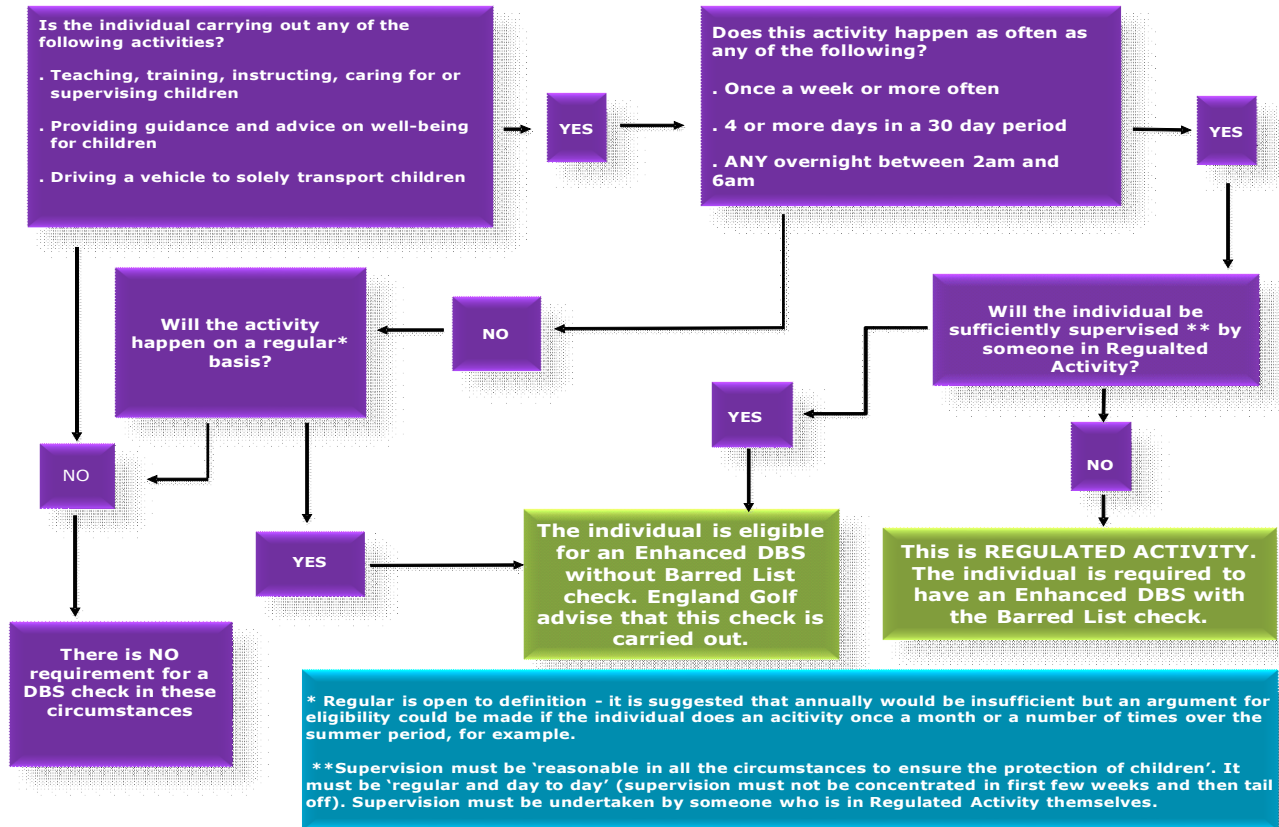 Is the individual carrying out any of the
following activities?
. Teaching, training, instructing, caring for or
supervising children
. Providing guidance and advice on well-being
for children
. Driving a vehicle to solely transport children
YES
Does this activity happen as often as
any of the following?
. Once a week or more often
. 4 or more days in a 30 day period
. ANY overnight between 2am and
6am
YES
Will the activity
happen on a regular*
basis?
NO
Will the individual be
sufficiently supervised ** by
someone in Regualted
Activity?
YES
NO
NO
YES
The individual is eligible
for an Enhanced DBS
without Barred List
check. England Golf
advise that this check is
carried out.
This is REGULATED ACTIVITY.
The individual is required to
have an Enhanced DBS with
the Barred List check.
There is NO
requirement for a
DBS check in these
circumstances
* Regular is open to definition - it is suggested that annually would be insufficient but an argument for
eligibility could be made if the individual does an acitivity once a month or a number of times over the
summer period, for example.
**Supervision must be ‘reasonable in all the circumstances to ensure the protection of children’. It
must be ‘regular and day to day’ (supervision must not be concentrated in first few weeks and then tail
off). Supervision must be undertaken by someone who is in Regulated Activity themselves.